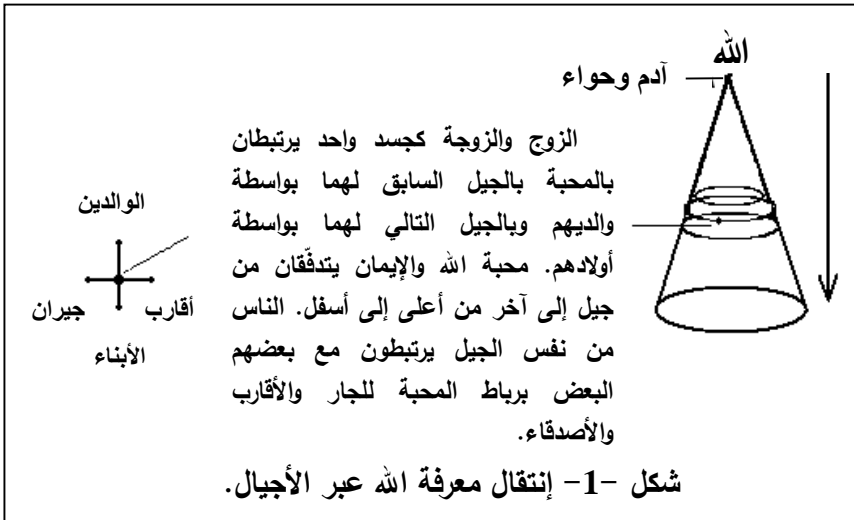 الله
آدم وحواء
الزوج والزوجة كجسد واحد يرتبطان
بالمحبة بالجيل السابق لهما بواسطة
والديهم وبالجيل التالي لهما بواسطة
أولادهم. محبة الله والإيمان يتدفّقان من
جيل إلى آخر من أعلى إلى أسفل. الناس
من نفس الجيل يرتبطون مع بعضهم
البعض برباط المحبة للجار والأقارب
والأصدقاء.
الوالدين
أقارب
جيران
الأبناء
شكل -1- إنتقال معرفة الله عبر الأجيال.